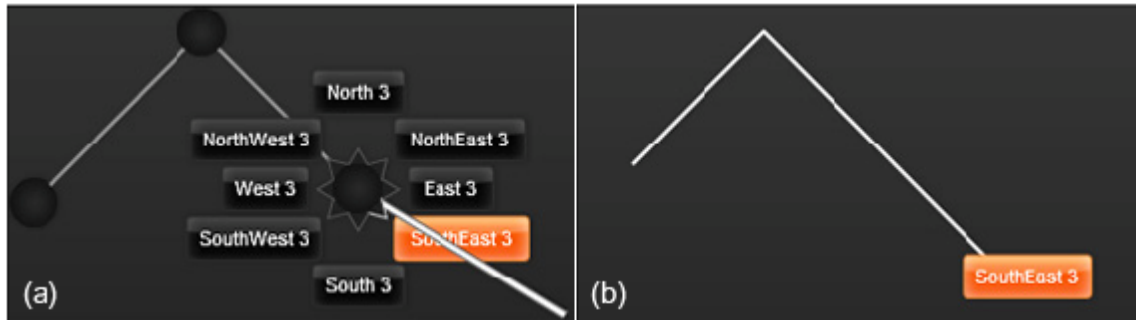 North 3
NorthWest 3
NorthEast 3
West 3
East 3
SouthWest 3
SouthEast 3
South 3
(a)
SouthEast 3
(b)